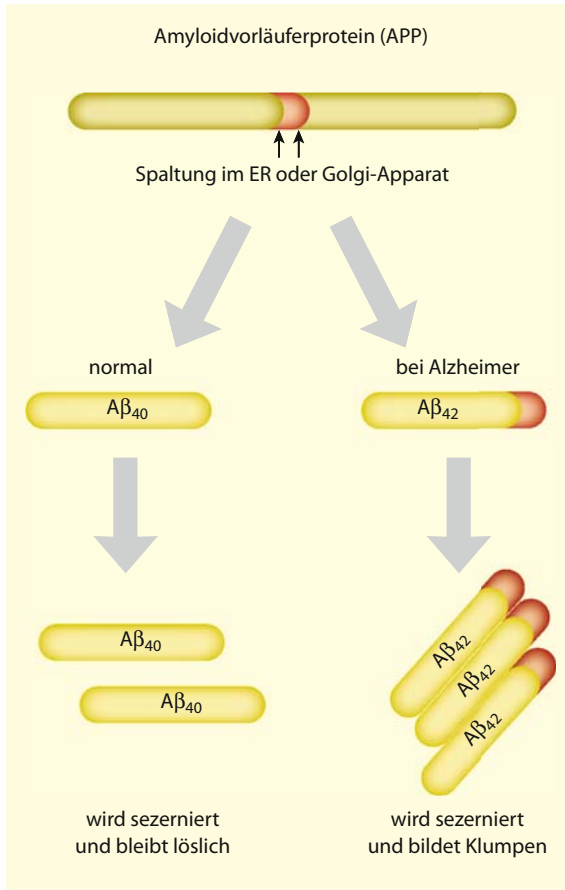 Amyloidvorläuferprotein (APP)
Spaltung im ER oder Golgi-Apparat
normal
bei Alzheimer
Aβ40
Aβ42
Aβ40
Aβ40
Aβ42
Aβ42
Aβ42
wird sezerniert
und bleibt löslich
wird sezerniert
und bildet Klumpen